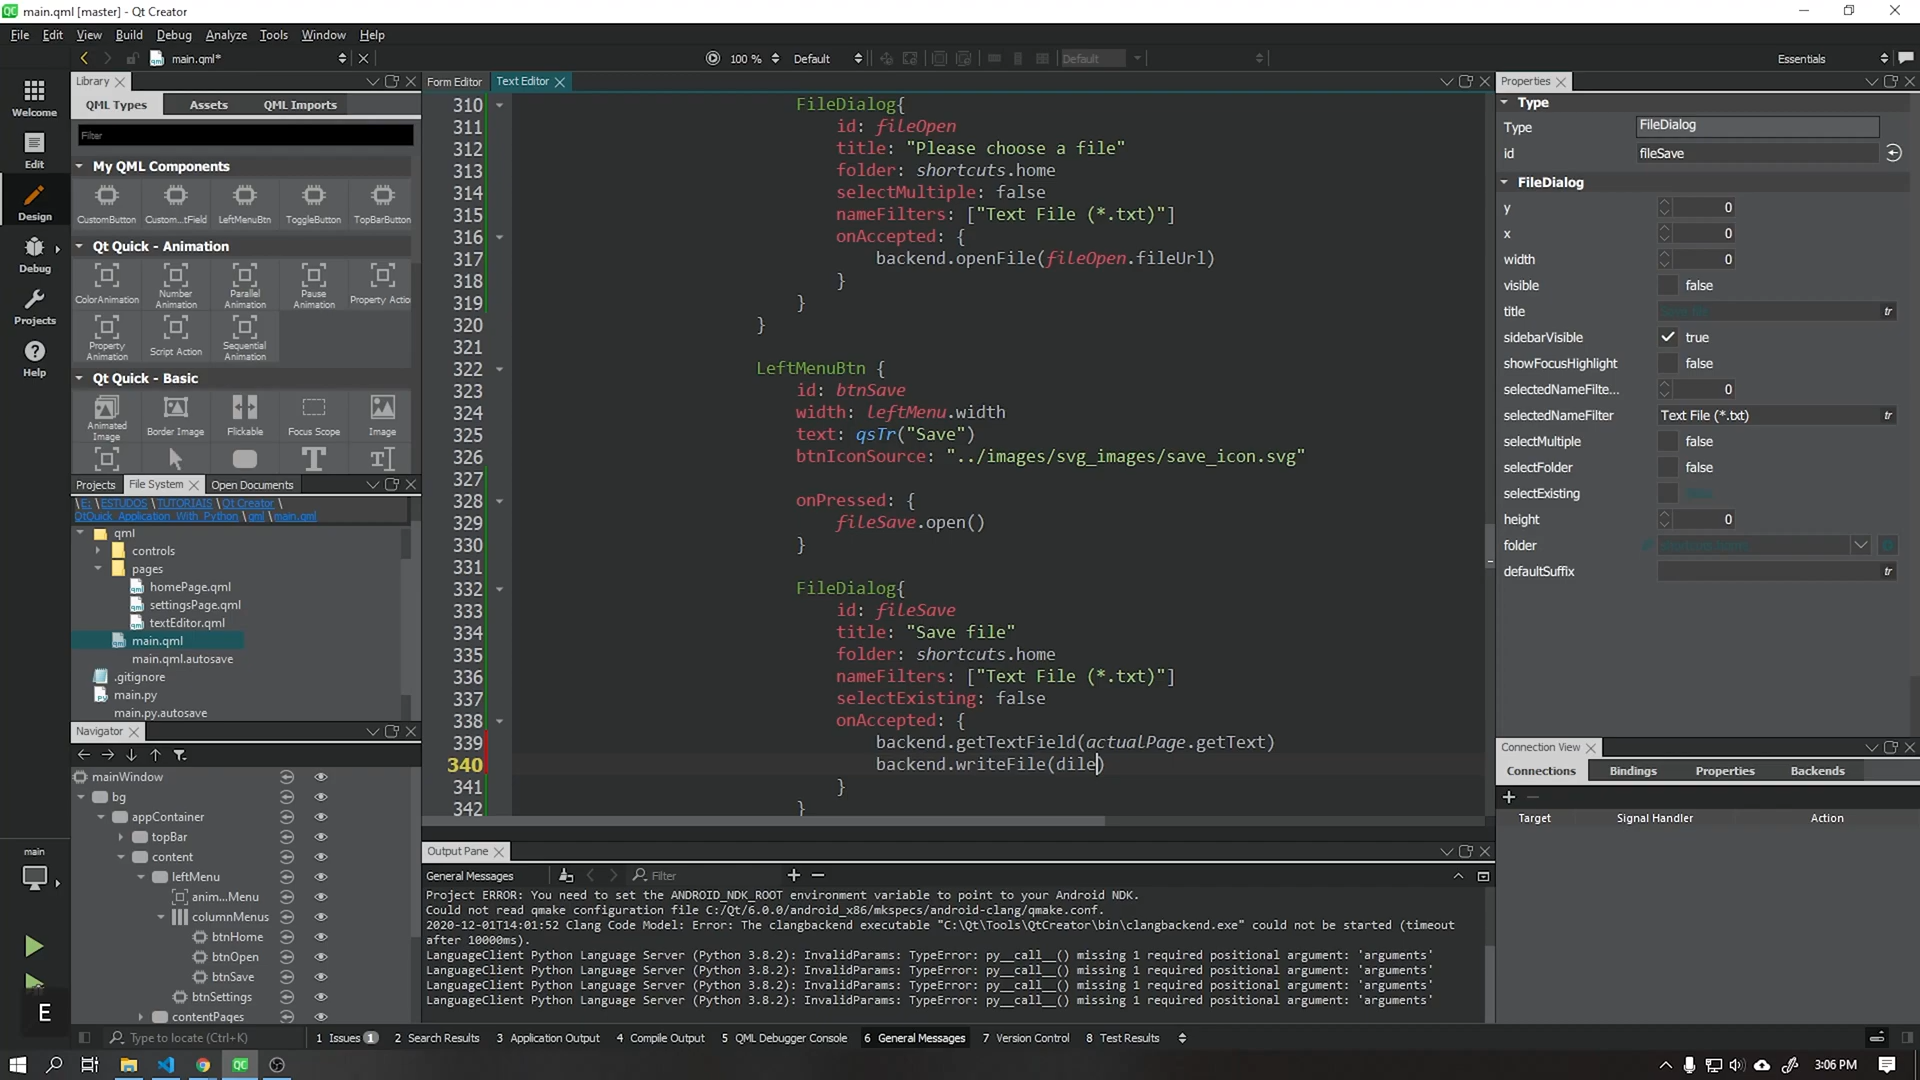 main.qml [master] - Qt Creator
File Edit View Build Debug Analyze Tools Window Help
main.qml*
100 %
Default
Default
Essentials
Welcome
Edit
Design
Debug
Projects
Help
main
E
Library
QML Types Assets QML Imports
Filter
My QML Components
CustomButton Custom...tField LeftMenuBtn ToggleButton TopBarButton
Qt Quick - Animation
ColorAnimation Number Animation Parallel Animation Pause Animation Property Actio
Property Animation Script Action Sequential Animation
Qt Quick - Basic
Animated Image Border Image Flickable Focus Scope Image
Projects File System Open Documents
\ E: \ ESTUDOS \ TUTORIAIS \ Qt Creator \
QtQuick_Application_With_Python \ qml \ main.qml
qml
controls
pages
homePage.qml
settingsPage.qml
textEditor.qml
main.qml
main.qml.autosave
.gitignore
main.py
main.py.autosave
Navigator
mainWindow
bg
appContainer
topBar
content
leftMenu
anim...Menu
columnMenus
btnHome
btnOpen
btnSave
btnSettings
contentPages
Form Editor Text Editor
310 FileDialog{
311 id: fileOpen
312 title: "Please choose a file"
313 folder: shortcuts.home
314 selectMultiple: false
315 nameFilters: ["Text File (*.txt)"]
316 onAccepted: {
317 backend.openFile(fileOpen.fileUrl)
318 }
319 }
320 }
321
322 LeftMenuBtn {
323 id: btnSave
324 width: leftMenu.width
325 text: qsTr("Save")
326 btnIconSource: "../images/svg_images/save_icon.svg"
327
328 onPressed: {
329 fileSave.open()
330 }
331
332 FileDialog{
333 id: fileSave
334 title: "Save file"
335 folder: shortcuts.home
336 nameFilters: ["Text File (*.txt)"]
337 selectExisting: false
338 onAccepted: {
339 backend.getTextField(actualPage.getText)
340 backend.writeFile(dile)
341 }
342 }
Output Pane
General Messages
Filter
Project ERROR: You need to set the ANDROID_NDK_ROOT environment variable to point to your Android NDK.
Could not read qmake configuration file C:/Qt/6.0.0/android_x86/mkspecs/android-clang/qmake.conf.
2020-12-01T14:01:52 Clang Code Model: Error: The clangbackend executable "C:\Qt\Tools\QtCreator\bin\clangbackend.exe" could not be started (timeout
after 10000ms).
LanguageClient Python Language Server (Python 3.8.2): InvalidParams: TypeError: py__call__() missing 1 required positional argument: 'arguments'
LanguageClient Python Language Server (Python 3.8.2): InvalidParams: TypeError: py__call__() missing 1 required positional argument: 'arguments'
LanguageClient Python Language Server (Python 3.8.2): InvalidParams: TypeError: py__call__() missing 1 required positional argument: 'arguments'
LanguageClient Python Language Server (Python 3.8.2): InvalidParams: TypeError: py__call__() missing 1 required positional argument: 'arguments'
Properties
Type
Type FileDialog
id fileSave
FileDialog
y 0
x 0
width 0
visible false
title tr
sidebarVisible true
showFocusHighlight false
selectedNameFilte... 0
selectedNameFilter Text File (*.txt) tr
selectMultiple false
selectFolder false
selectExisting
height 0
folder
defaultSuffix tr
Connection View
Connections Bindings Properties Backends
Target Signal Handler Action
Type to locate (Ctrl+K)
1 Issues 1 2 Search Results 3 Application Output 4 Compile Output 5 QML Debugger Console 6 General Messages 7 Version Control 8 Test Results
3:06 PM